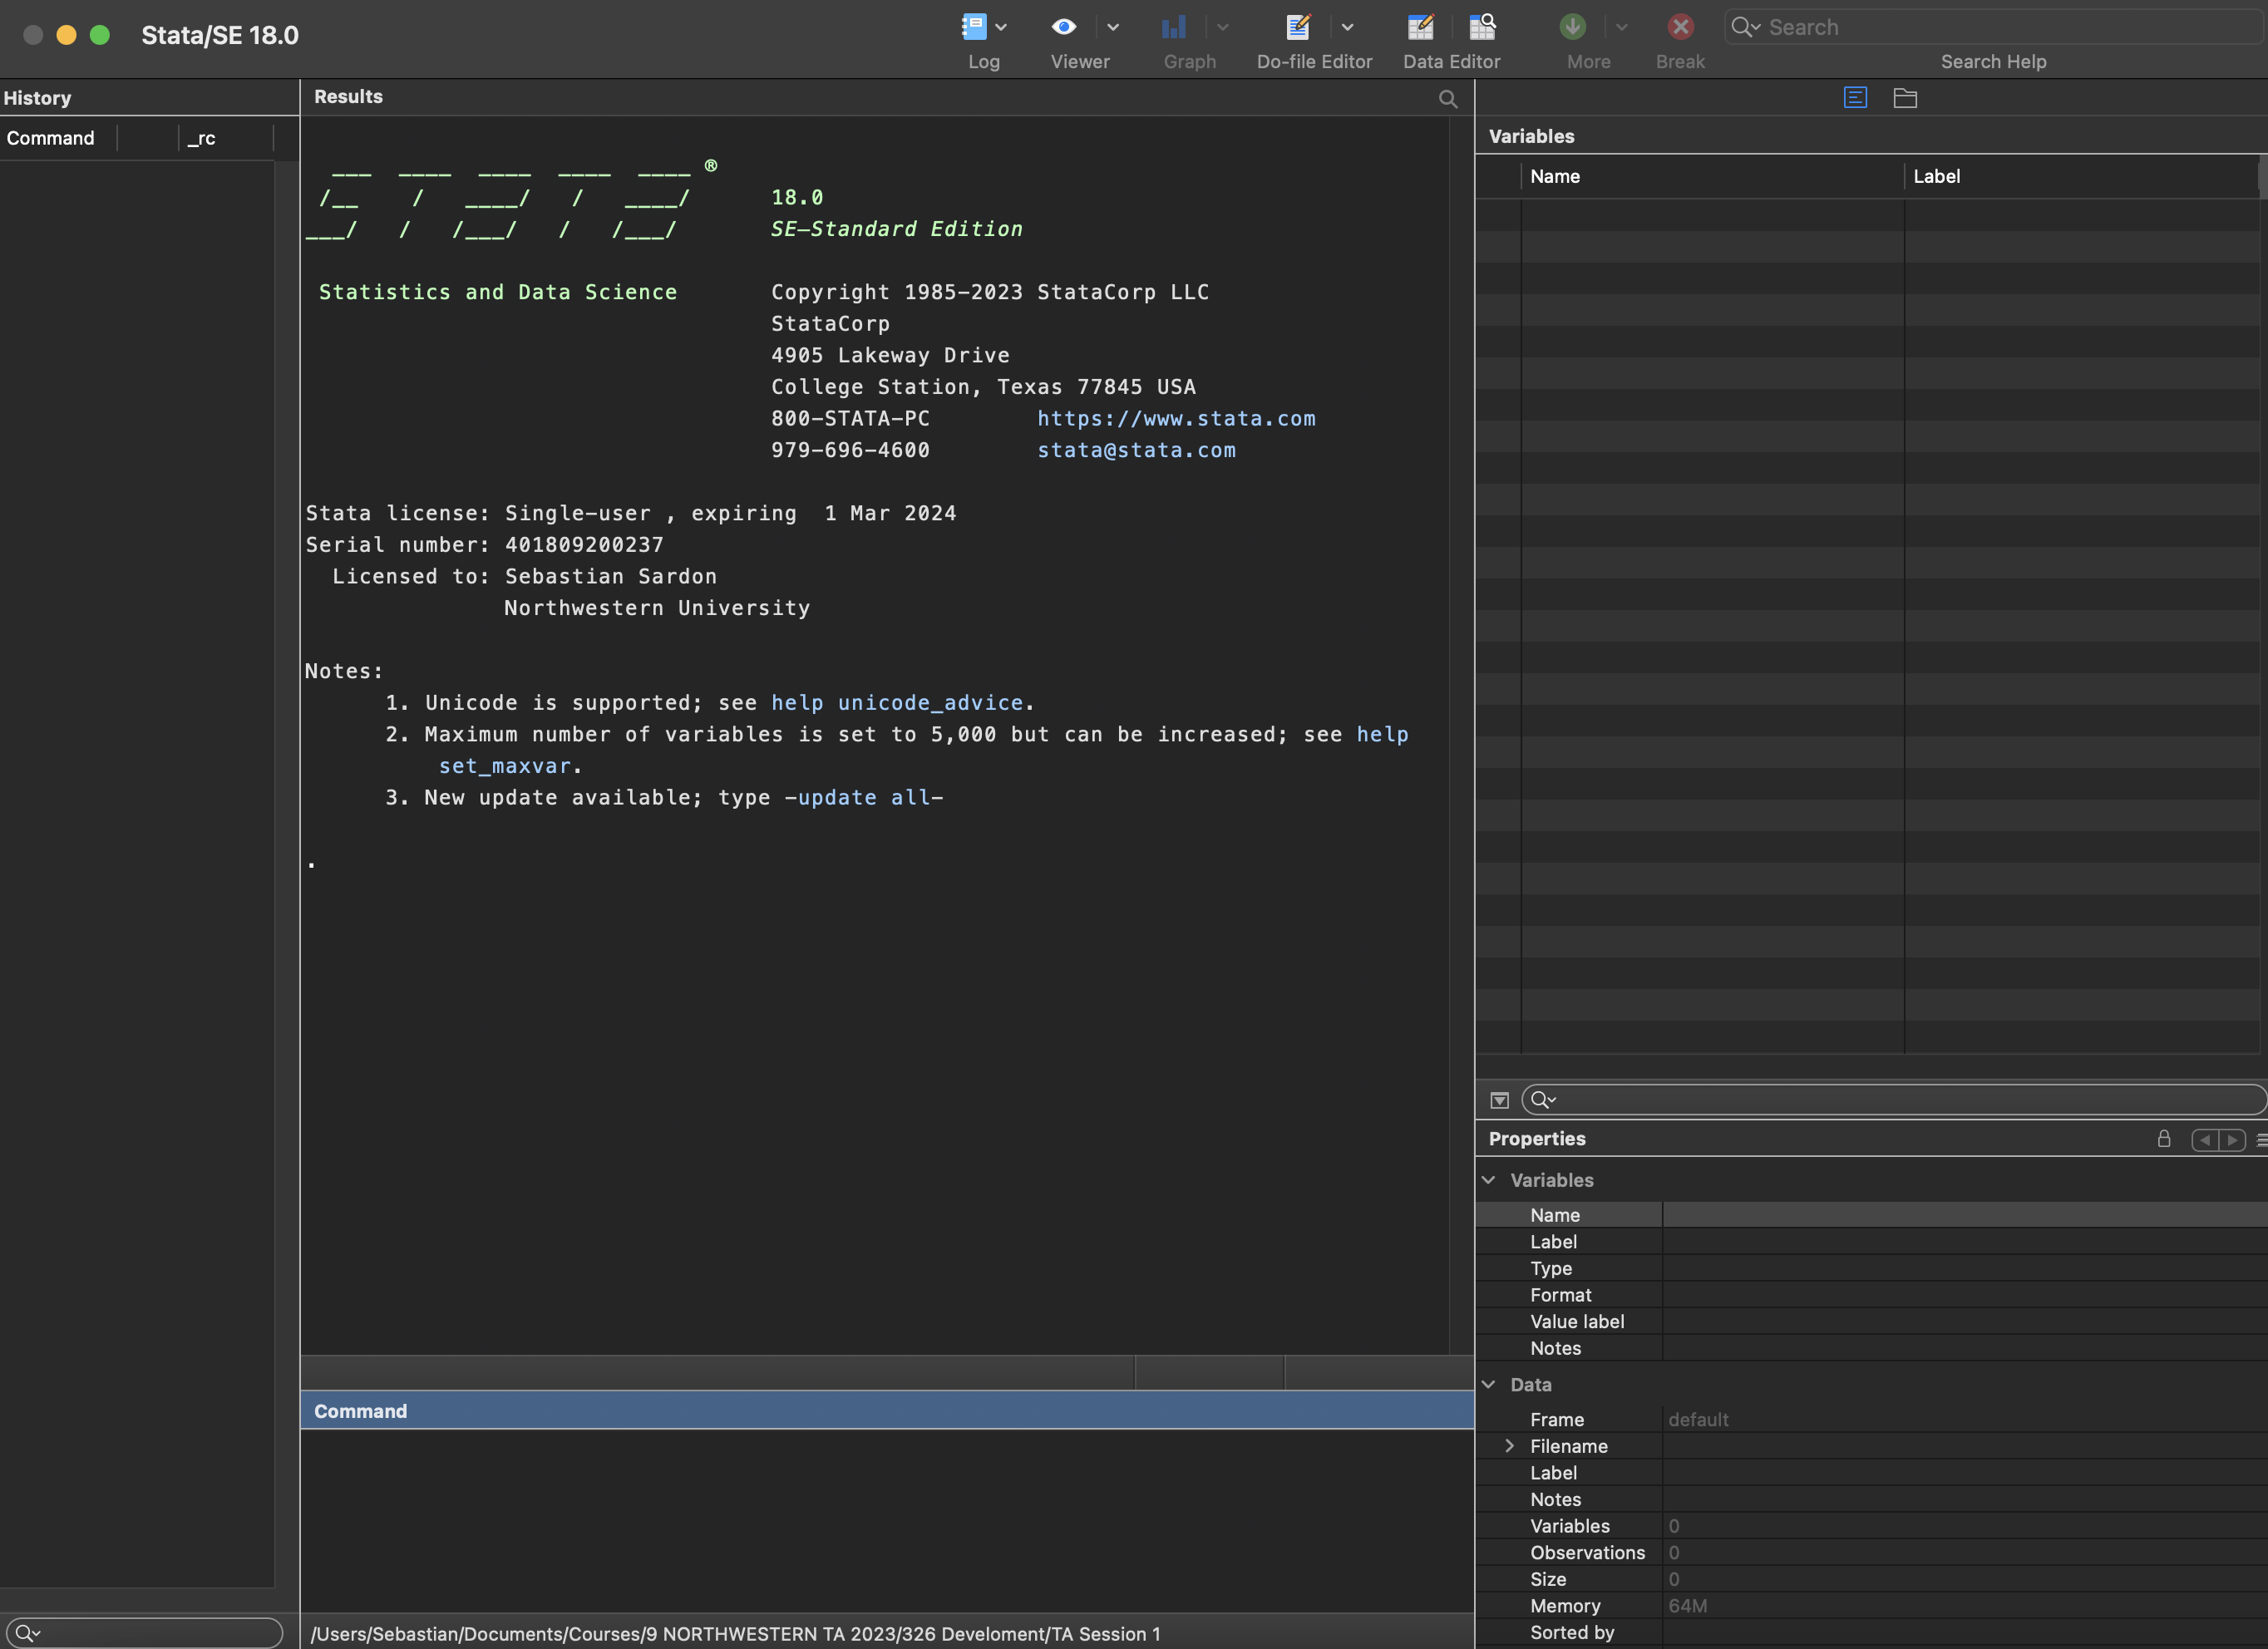 Stata/SE 18.0
Log
Viewer
Graph
Do-file Editor
Data Editor
More
Break
Search
Search Help
History
Command _rc
Results
___ ____ ____ ____ ____ ®
/__ / ____/ / ____/ 18.0
___/ / /___/ / /___/ SE—Standard Edition
Statistics and Data Science Copyright 1985-2023 StataCorp LLC
StataCorp
4905 Lakeway Drive
College Station, Texas 77845 USA
800-STATA-PC https://www.stata.com
979-696-4600 stata@stata.com
Stata license: Single-user , expiring 1 Mar 2024
Serial number: 401809200237
Licensed to: Sebastian Sardon
Northwestern University
Notes:
1. Unicode is supported; see help unicode_advice.
2. Maximum number of variables is set to 5,000 but can be increased; see help
set_maxvar.
3. New update available; type -update all-
.
Command
/Users/Sebastian/Documents/Courses/9 NORTHWESTERN TA 2023/326 Develoment/TA Session 1
Variables
Name Label
Properties
Variables
Name
Label
Type
Format
Value label
Notes
Data
Frame default
Filename
Label
Notes
Variables 0
Observations 0
Size 0
Memory 64M
Sorted by